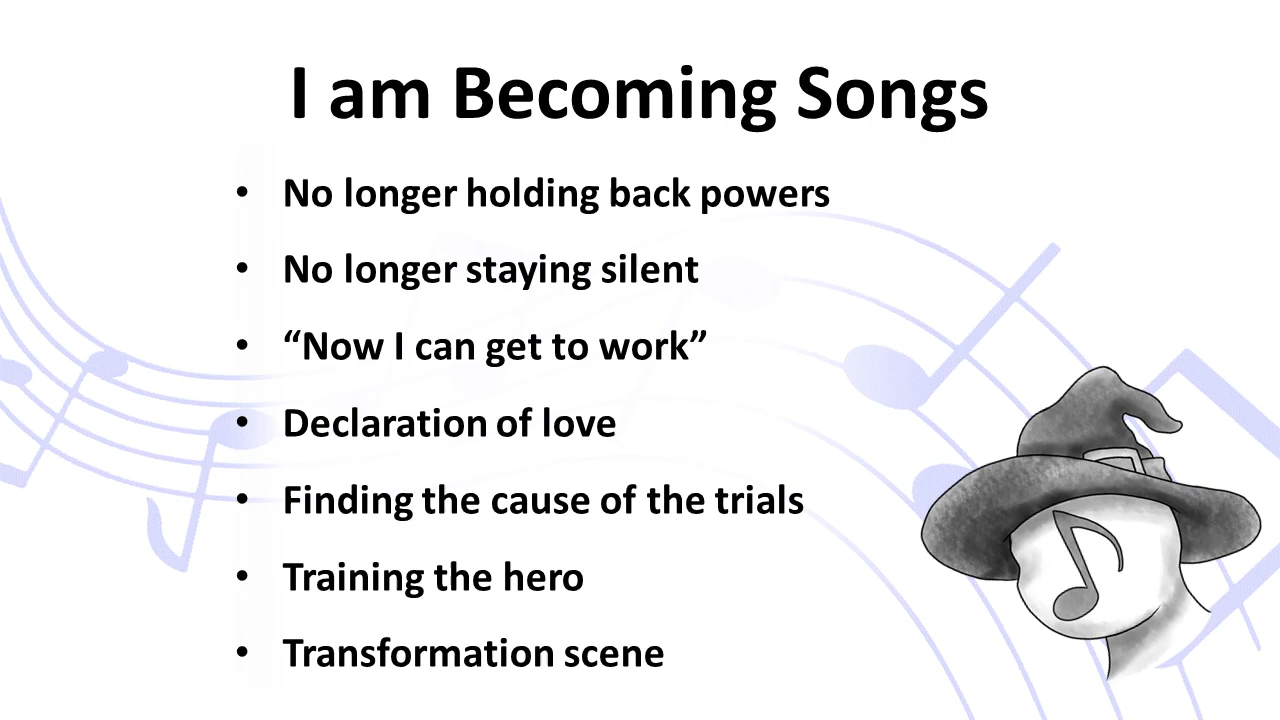 I am Becoming Songs
• No longer holding back powers
• No longer staying silent
• “Now I can get to work”
• Declaration of love
• Finding the cause of the trials
• Training the hero
• Transformation scene